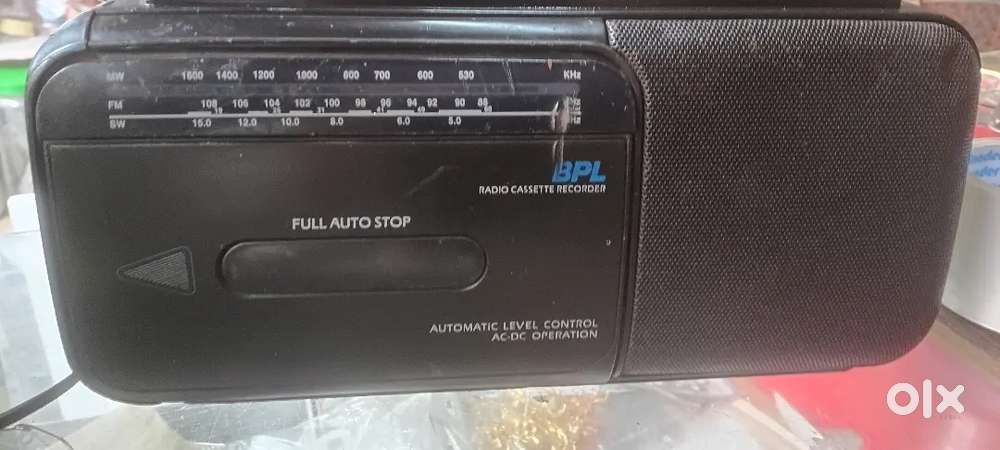 MW 1600 1400 1200 1000 800 700 600 530 KHz
FM 108 106 104 102 100 98 96 94 92 90 88
SW 15.0 12.0 10.0 8.0 6.0 5.0
BPL
RADIO CASSETTE RECORDER
FULL AUTO STOP
AUTOMATIC LEVEL CONTROL
AC-DC OPERATION
olx